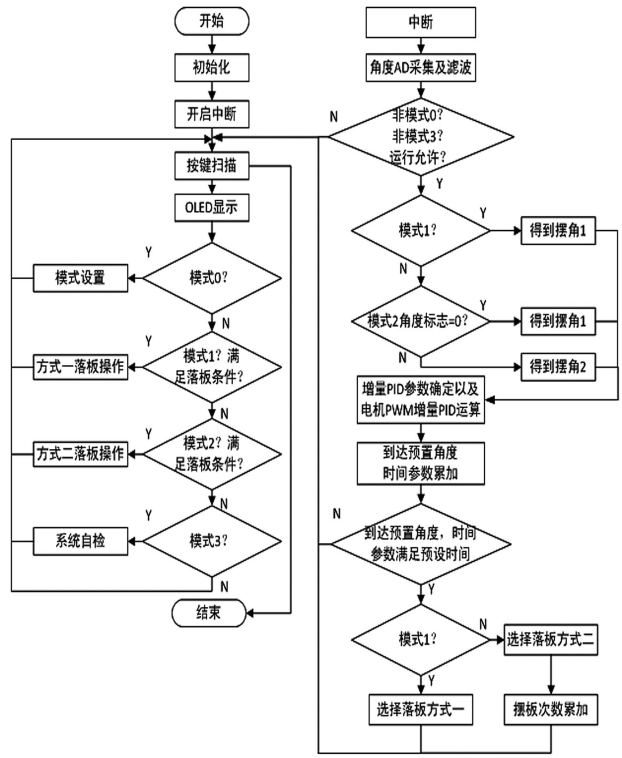 开始
初始化
开启中断
按键扫描
OLED显示
模式0?
Y
模式设置
N
模式1? 满
足落板条件?
Y
方式一落板操作
N
模式2? 满
足落板条件?
Y
方式二落板操作
N
模式3?
Y
系统自检
N
结束
中断
角度AD采集及滤波
非模式0?
非模式3?
运行允许?
N
Y
模式1?
Y
得到摆角1
N
模式2角度标志=0?
Y
得到摆角1
N
得到摆角2
增量PID参数确定以及
电机PWM增量PID运算
到达预置角度
时间参数累加
到达预置角度，时间
参数满足预设时间
N
Y
模式1?
N
选择落板方式二
Y
选择落板方式一
摆板次数累加